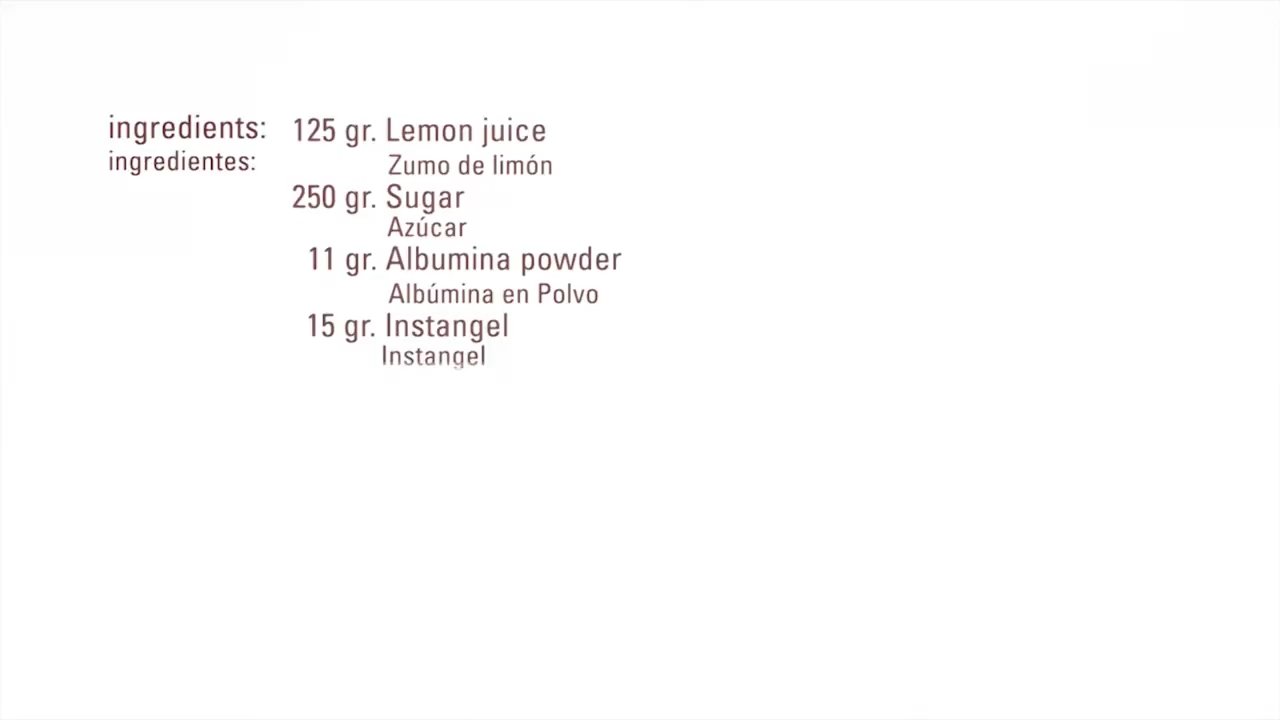 ingredients: 125 gr. Lemon juice
ingredientes: Zumo de limón
250 gr. Sugar
Azúcar
11 gr. Albumina powder
Albúmina en Polvo
15 gr. Instangel
Instangel